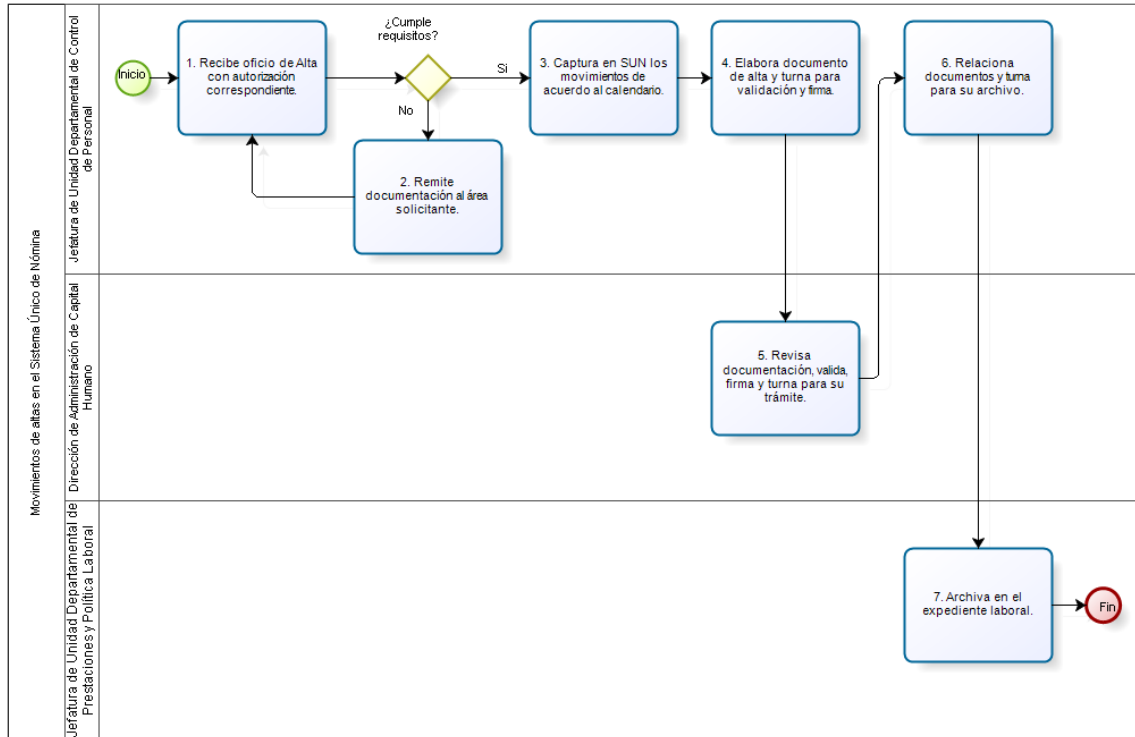 Movimientos de altas en el Sistema Único de Nómina
Jefatura de Unidad Departamental de Control
de Personal
Inicio
1. Recibe oficio de Alta
con autorización
correspondiente.
¿Cumple
requisitos?
Si
No
2. Remite
documentación al área
solicitante.
3. Captura en SUN los
movimientos de
acuerdo al calendario.
4. Elabora documento
de alta y turna para
validación y firma.
6. Relaciona
documentos y turna
para su archivo.
Dirección de Administración de Capital
Humano
5. Revisa
documentación, valida,
firma y turna para su
trámite.
Jefatura de Unidad Departamental de
Prestaciones y Política Laboral
7. Archiva en el
expediente laboral.
Fin